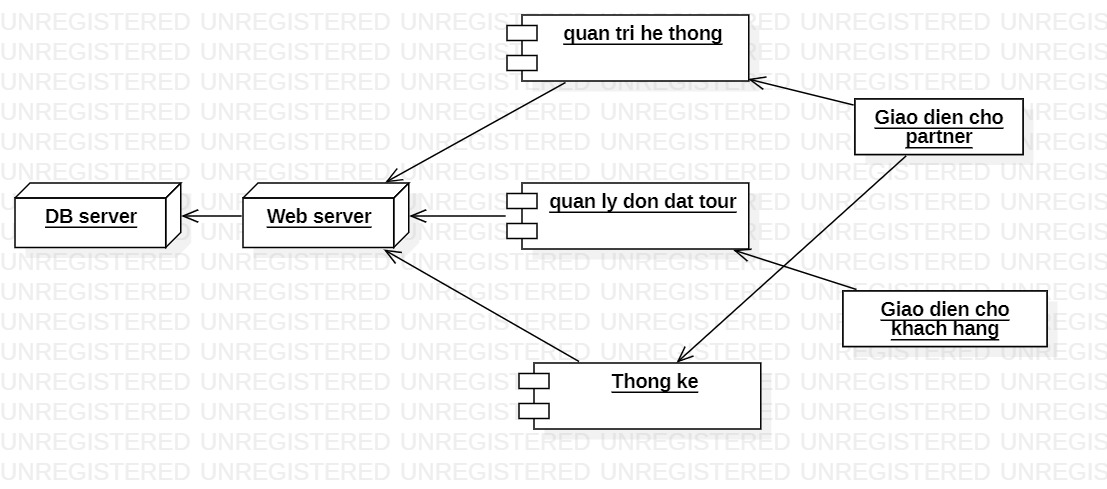 quan tri he thong
Giao dien cho
partner
DB server
Web server
quan ly don dat tour
Giao dien cho
khach hang
Thong ke
UNREGISTERED